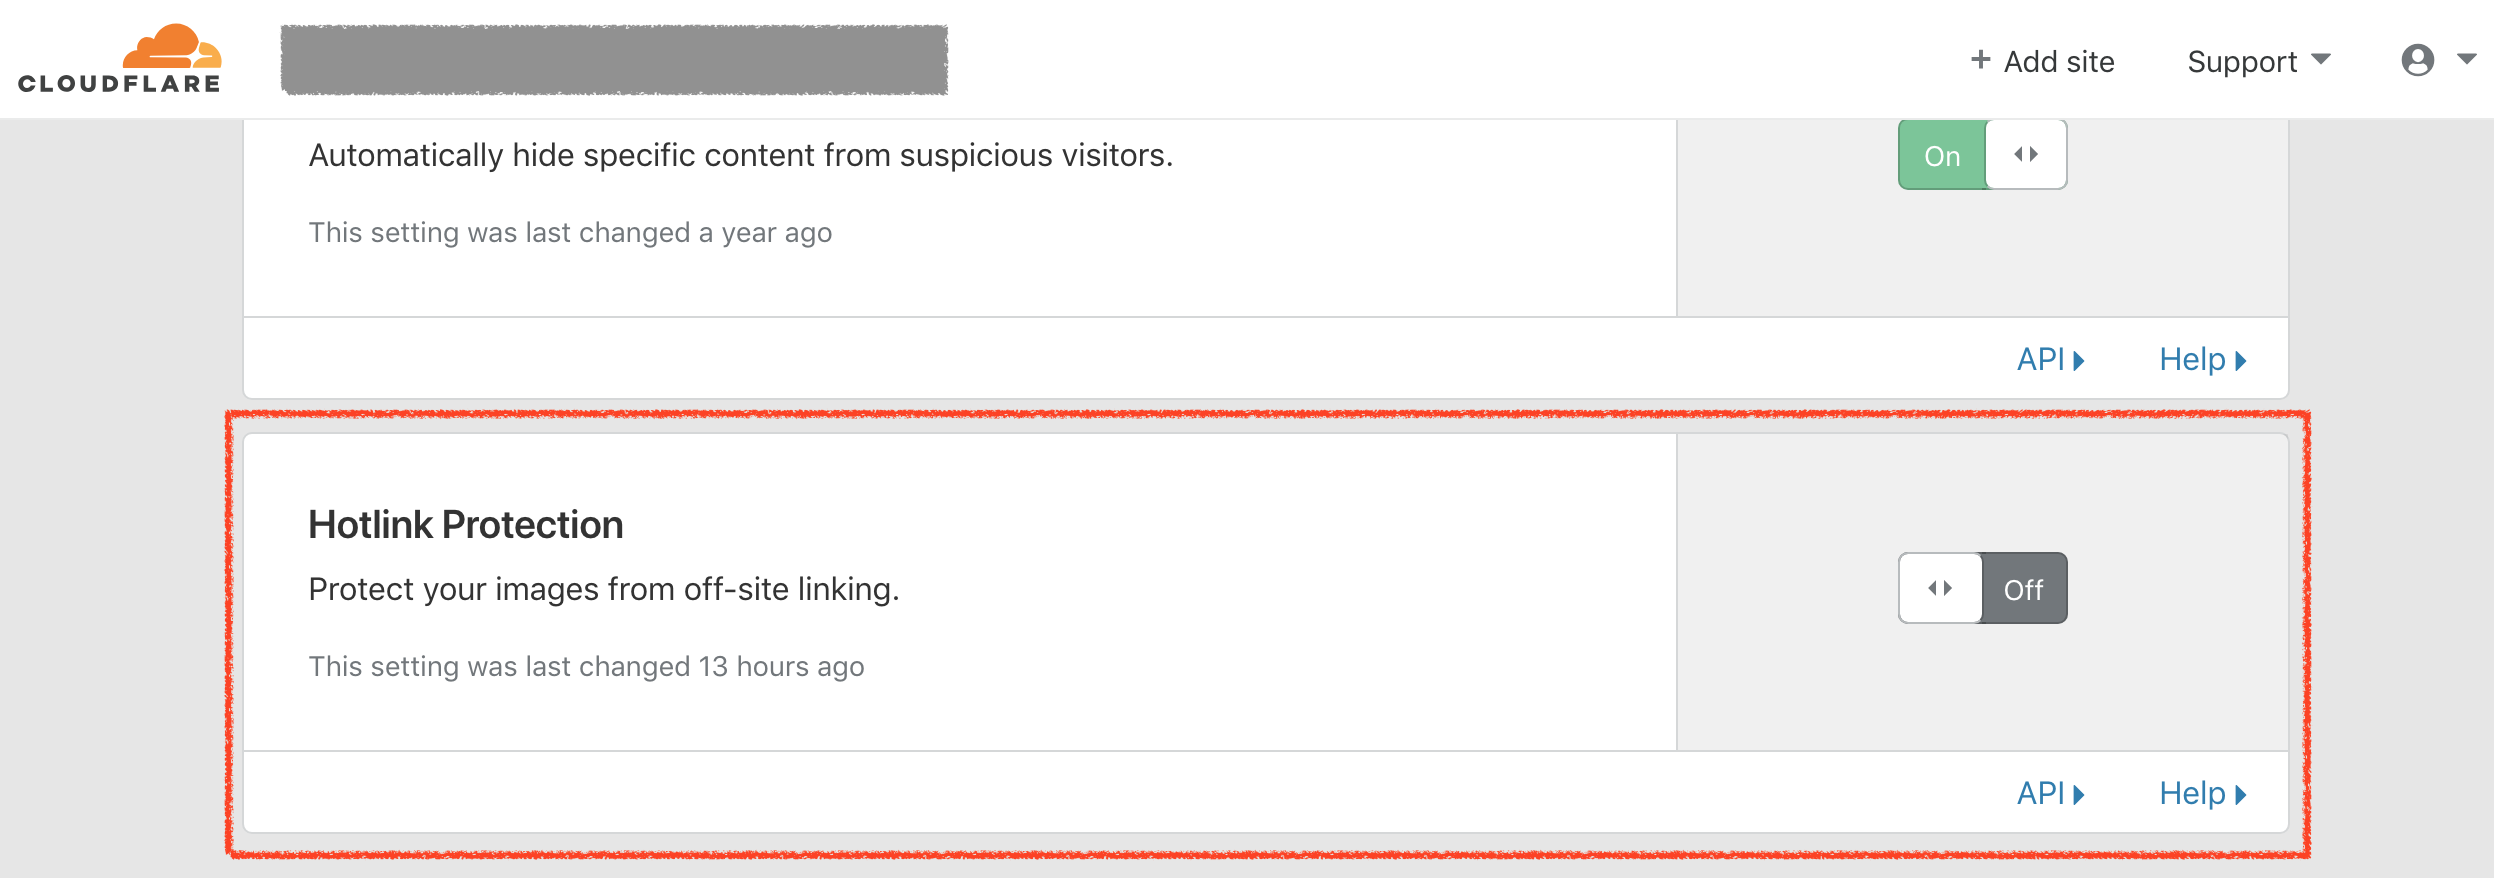 CLOUDFLARE
+ Add site
Support
Automatically hide specific content from suspicious visitors.
On
This setting was last changed a year ago
API
Help
Hotlink Protection
Protect your images from off-site linking.
Off
This setting was last changed 13 hours ago
API
Help